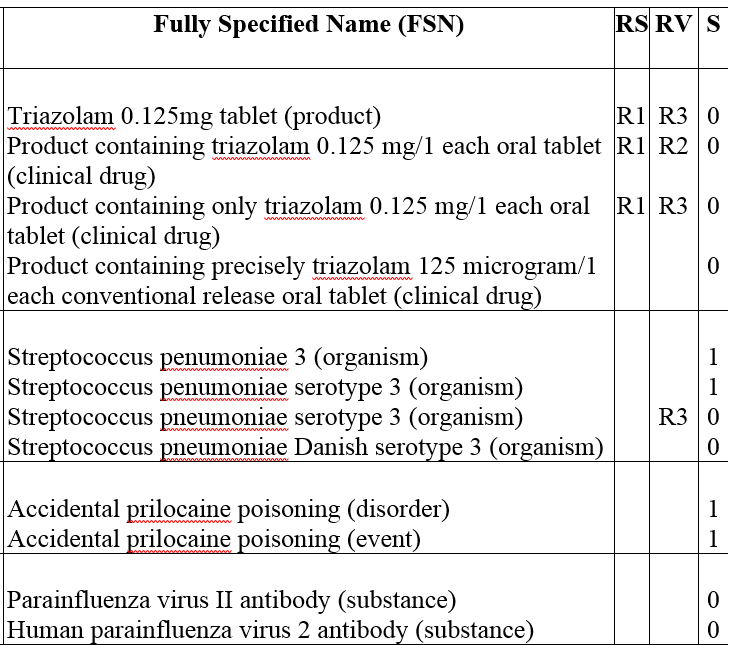 Fully Specified Name (FSN) RS RV S
Triazolam 0.125mg tablet (product) R1 R3 0
Product containing triazolam 0.125 mg/1 each oral tablet R1 R2 0
(clinical drug)
Product containing only triazolam 0.125 mg/1 each oral R1 R3 0
tablet (clinical drug)
Product containing precisely triazolam 125 microgram/1 0
each conventional release oral tablet (clinical drug)
Streptococcus penumoniae 3 (organism) 1
Streptococcus penumoniae serotype 3 (organism) 1
Streptococcus pneumoniae serotype 3 (organism) R3 0
Streptococcus pneumoniae Danish serotype 3 (organism) 0
Accidental prilocaine poisoning (disorder) 1
Accidental prilocaine poisoning (event) 1
Parainfluenza virus II antibody (substance) 0
Human parainfluenza virus 2 antibody (substance) 0